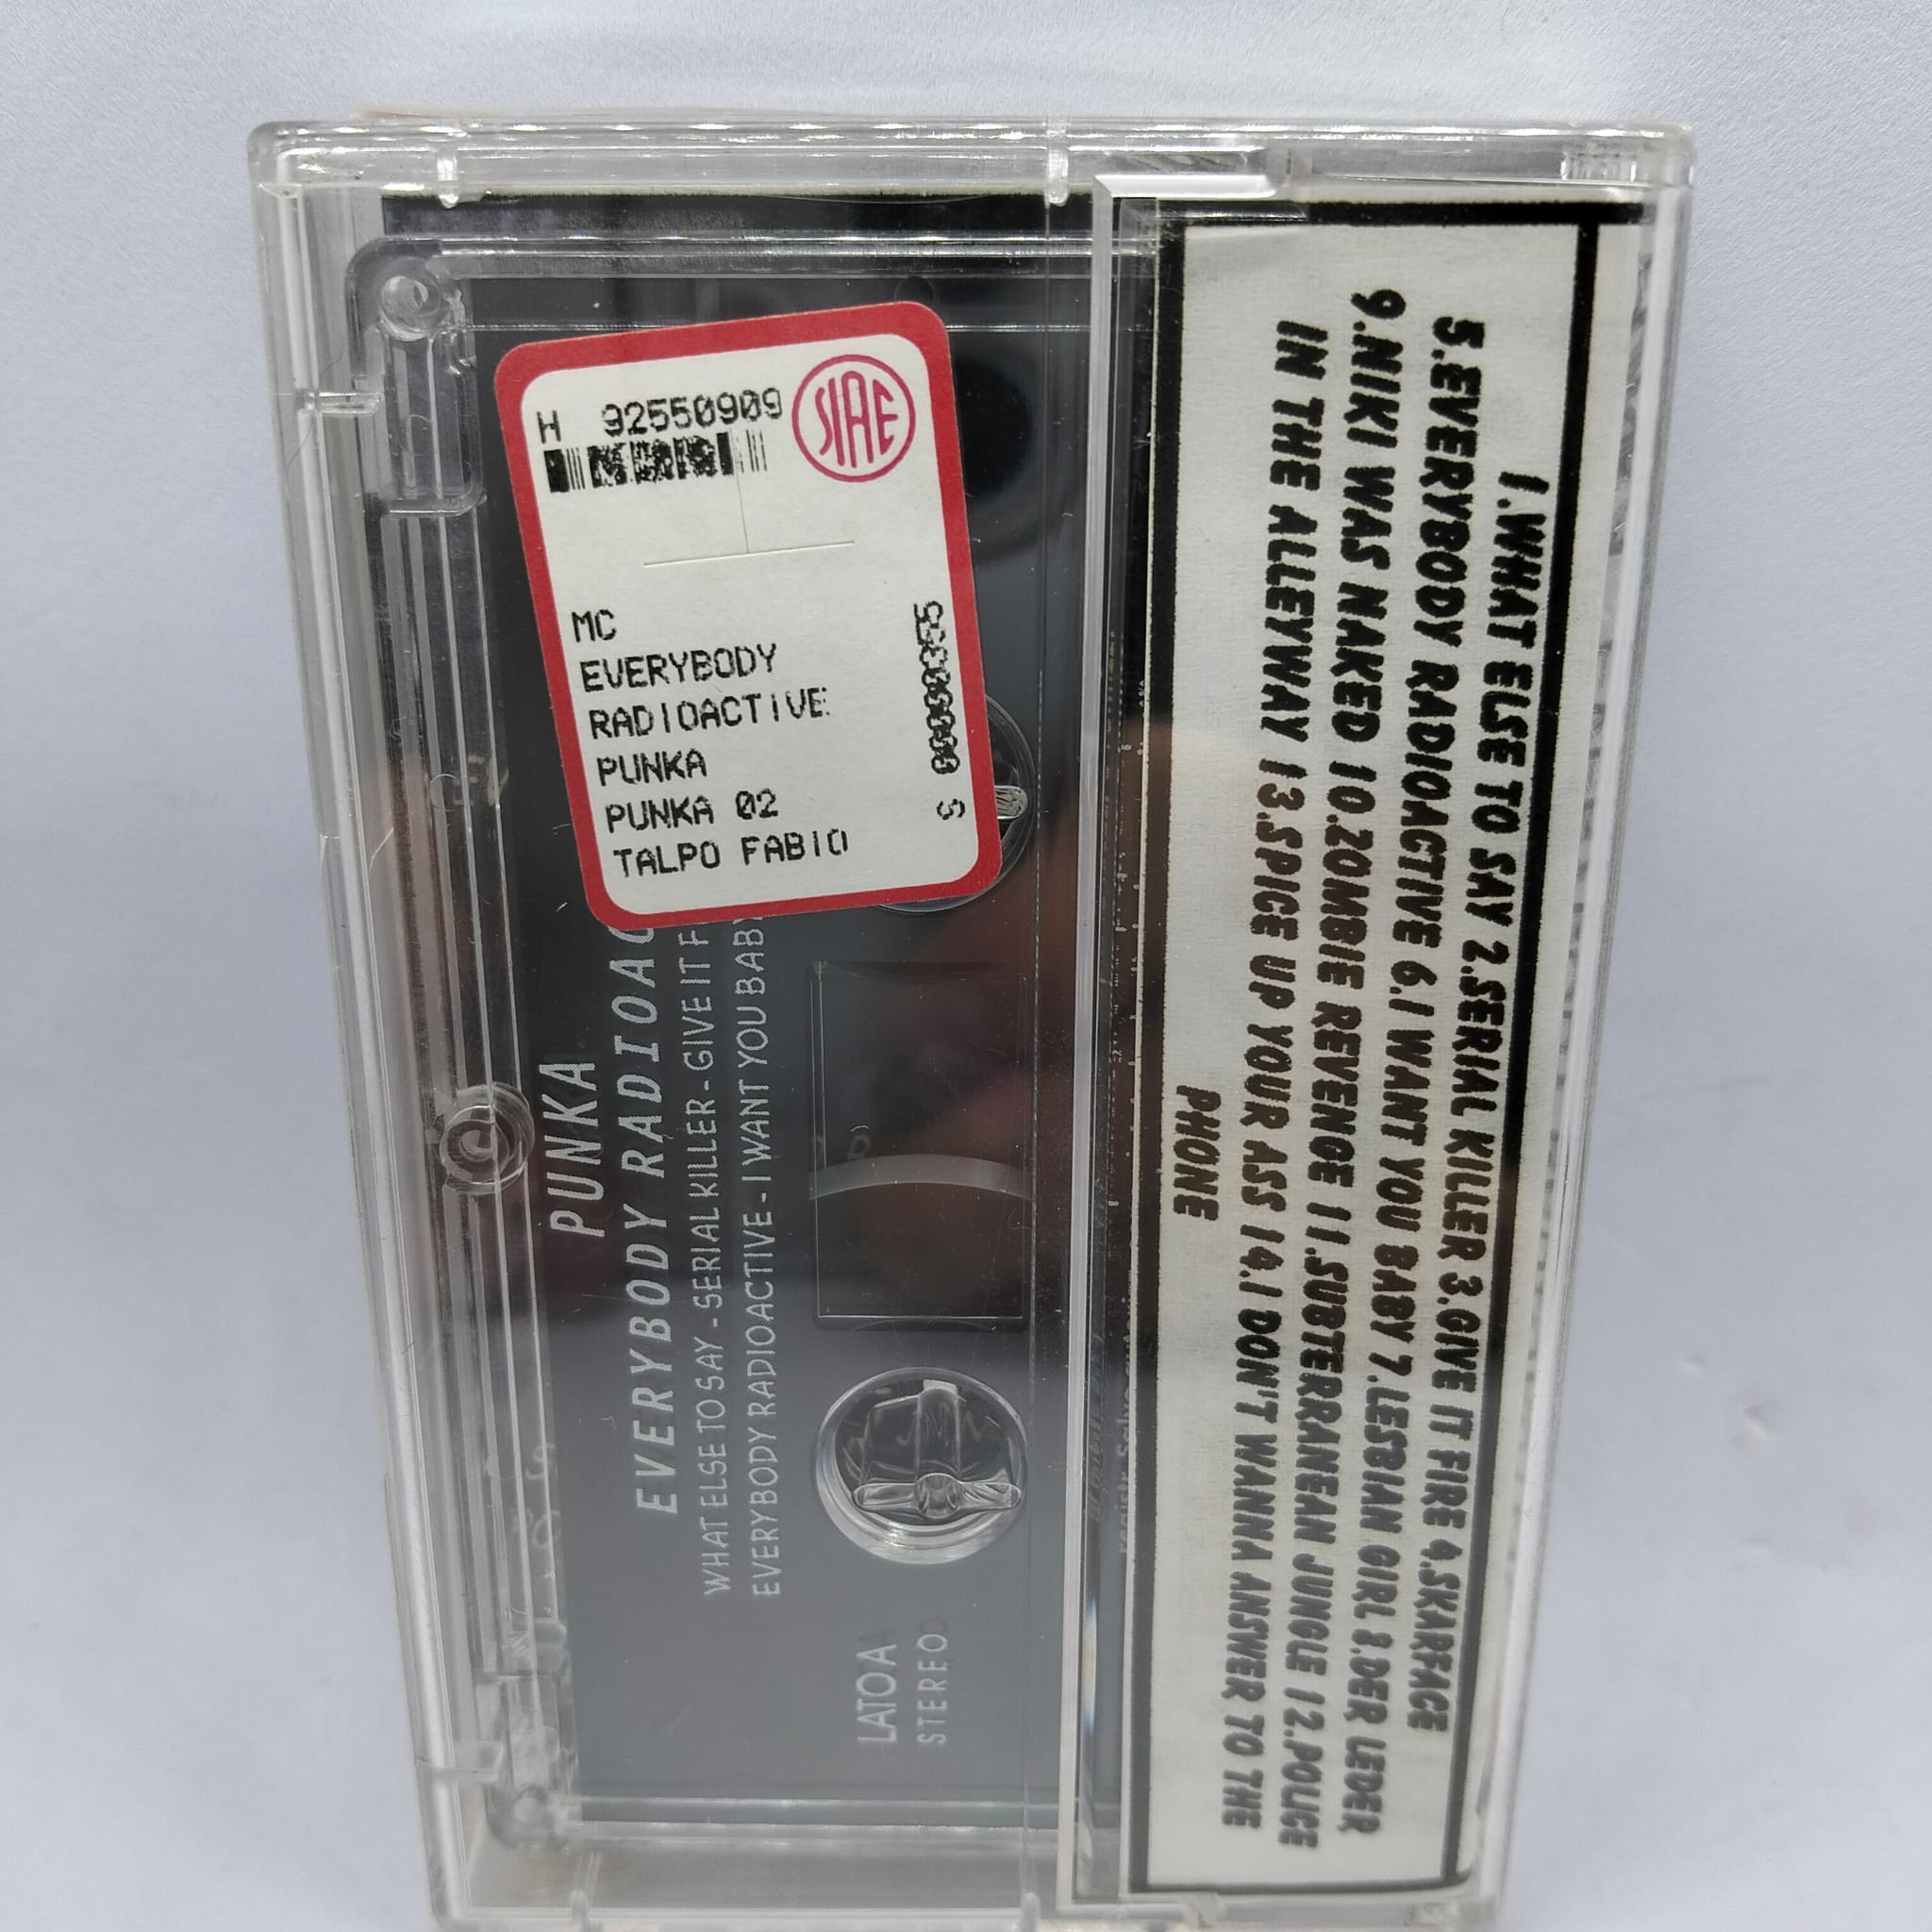 H 92550909
SIAE
MC
EVERYBODY
RADIOACTIVE
PUNKA
PUNKA 02
TALPO FABIO
S
PUNKA
EVERYBODY RADIOAC
WHAT ELSE TO SAY - SERIAL KILLER - GIVE IT F
EVERYBODY RADIOACTIVE - I WANT YOU BABY
LATO A
STEREO
1.WHAT ELSE TO SAY 2.SERIAL KILLER 3.GIVE IT FIRE 4.SKARFACE
5.EVERYBODY RADIOACTIVE 6.I WANT YOU BABY 7.LESBIAN GIRL 8.DER LEDER
9.NIKI WAS NAKED 10.ZOMBIE REVENGE 11.SUBTERRANEAN JUNGLE 12.POLICE
IN THE ALLEYWAY 13.SPICE UP YOUR ASS 14.I DON'T WANNA ANSWER TO THE
PHONE